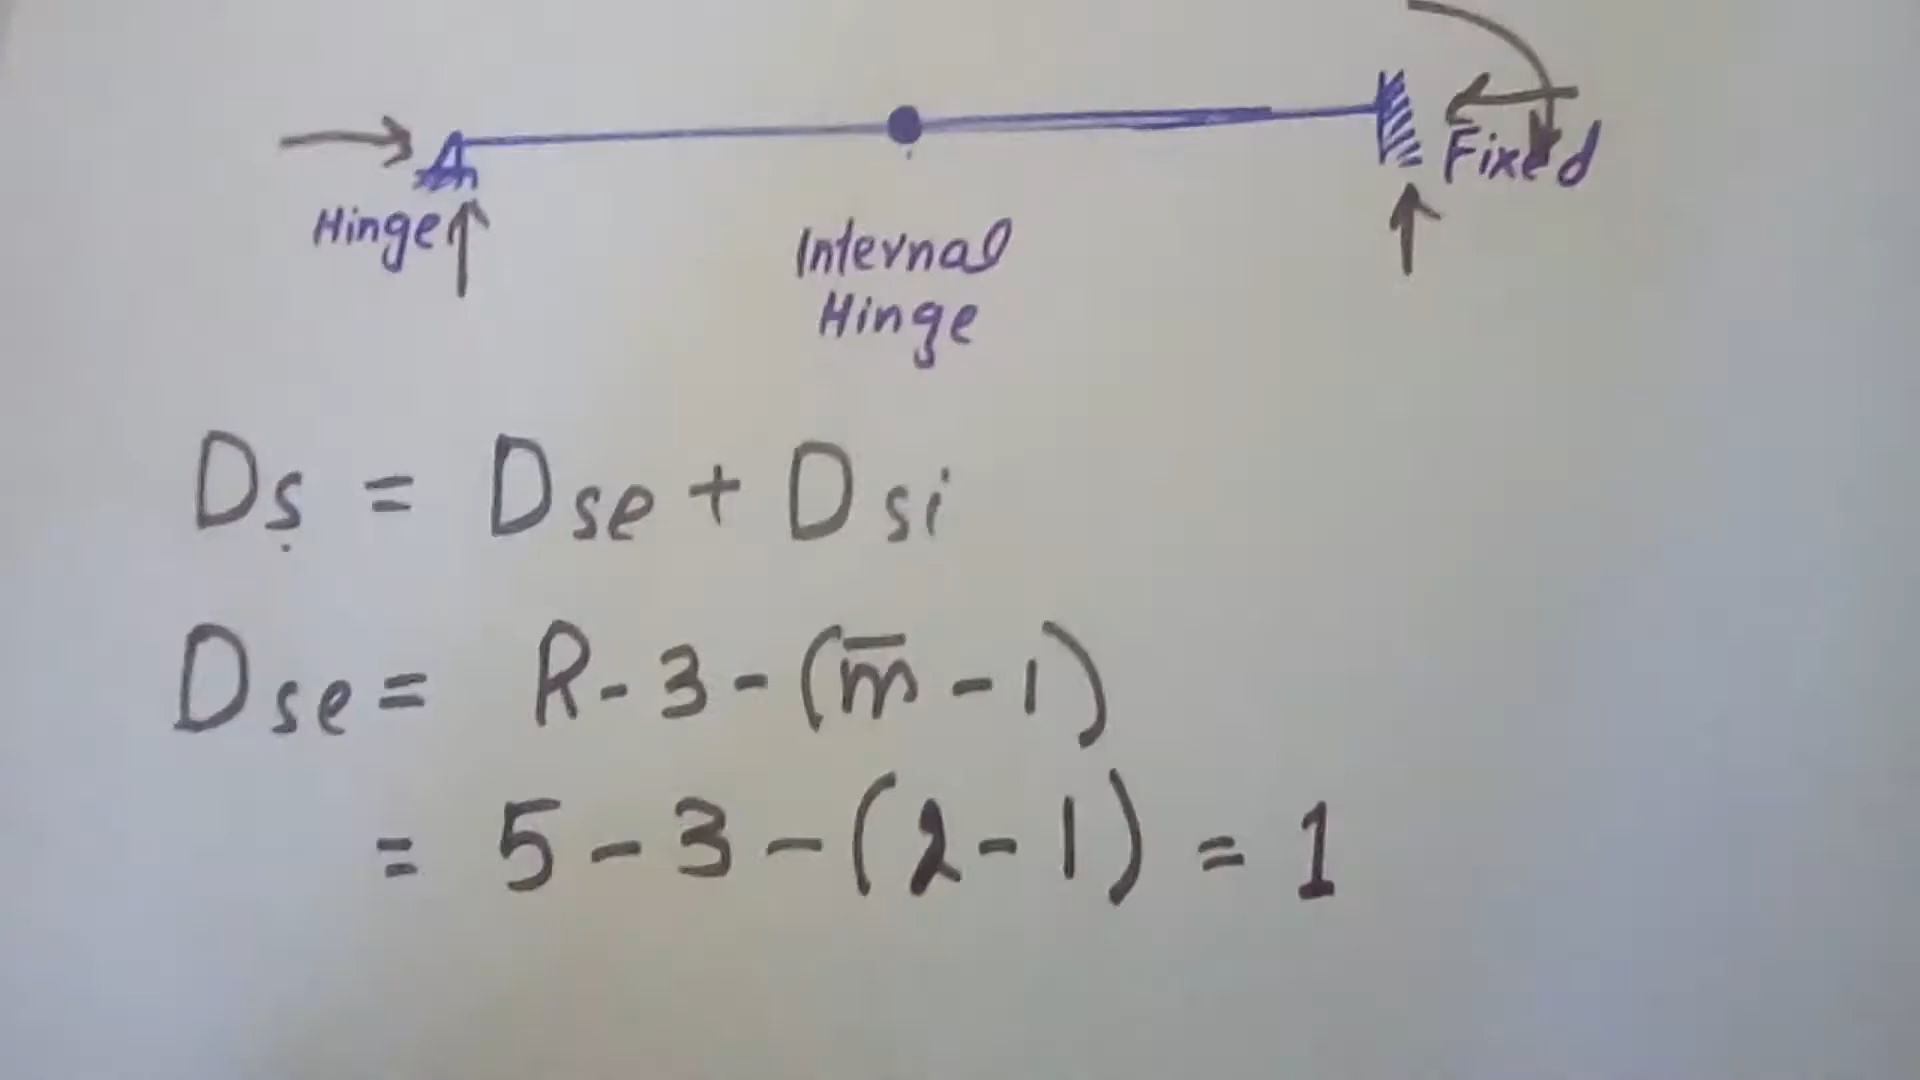 Hinge
Internal
Hinge
Fixed
Ds = Dse + Dsi
Dse = R - 3 - (m̅ - 1)
= 5 - 3 - (2 - 1) = 1